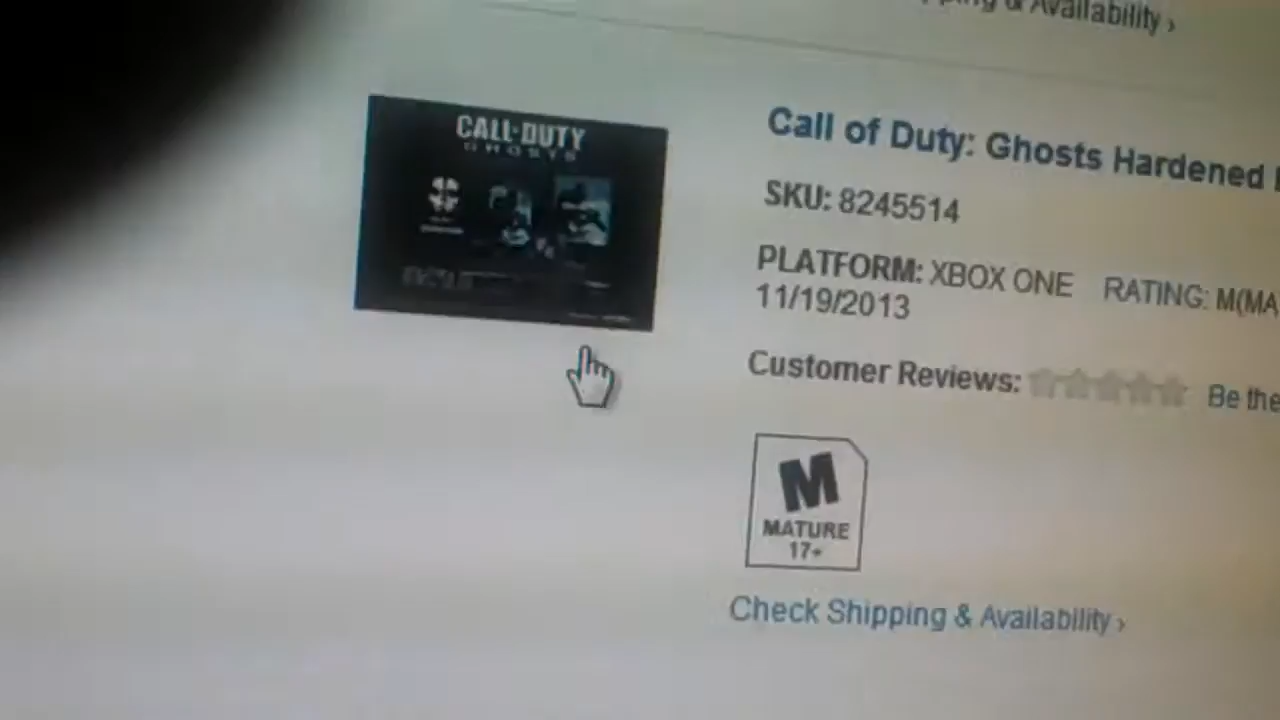 & Availability ›
CALL·DUTY
GHOSTS
Call of Duty: Ghosts Hardened
SKU: 8245514
PLATFORM: XBOX ONE RATING: M(MA
11/19/2013
Customer Reviews: Be the
M
MATURE
17+
Check Shipping & Availability ›